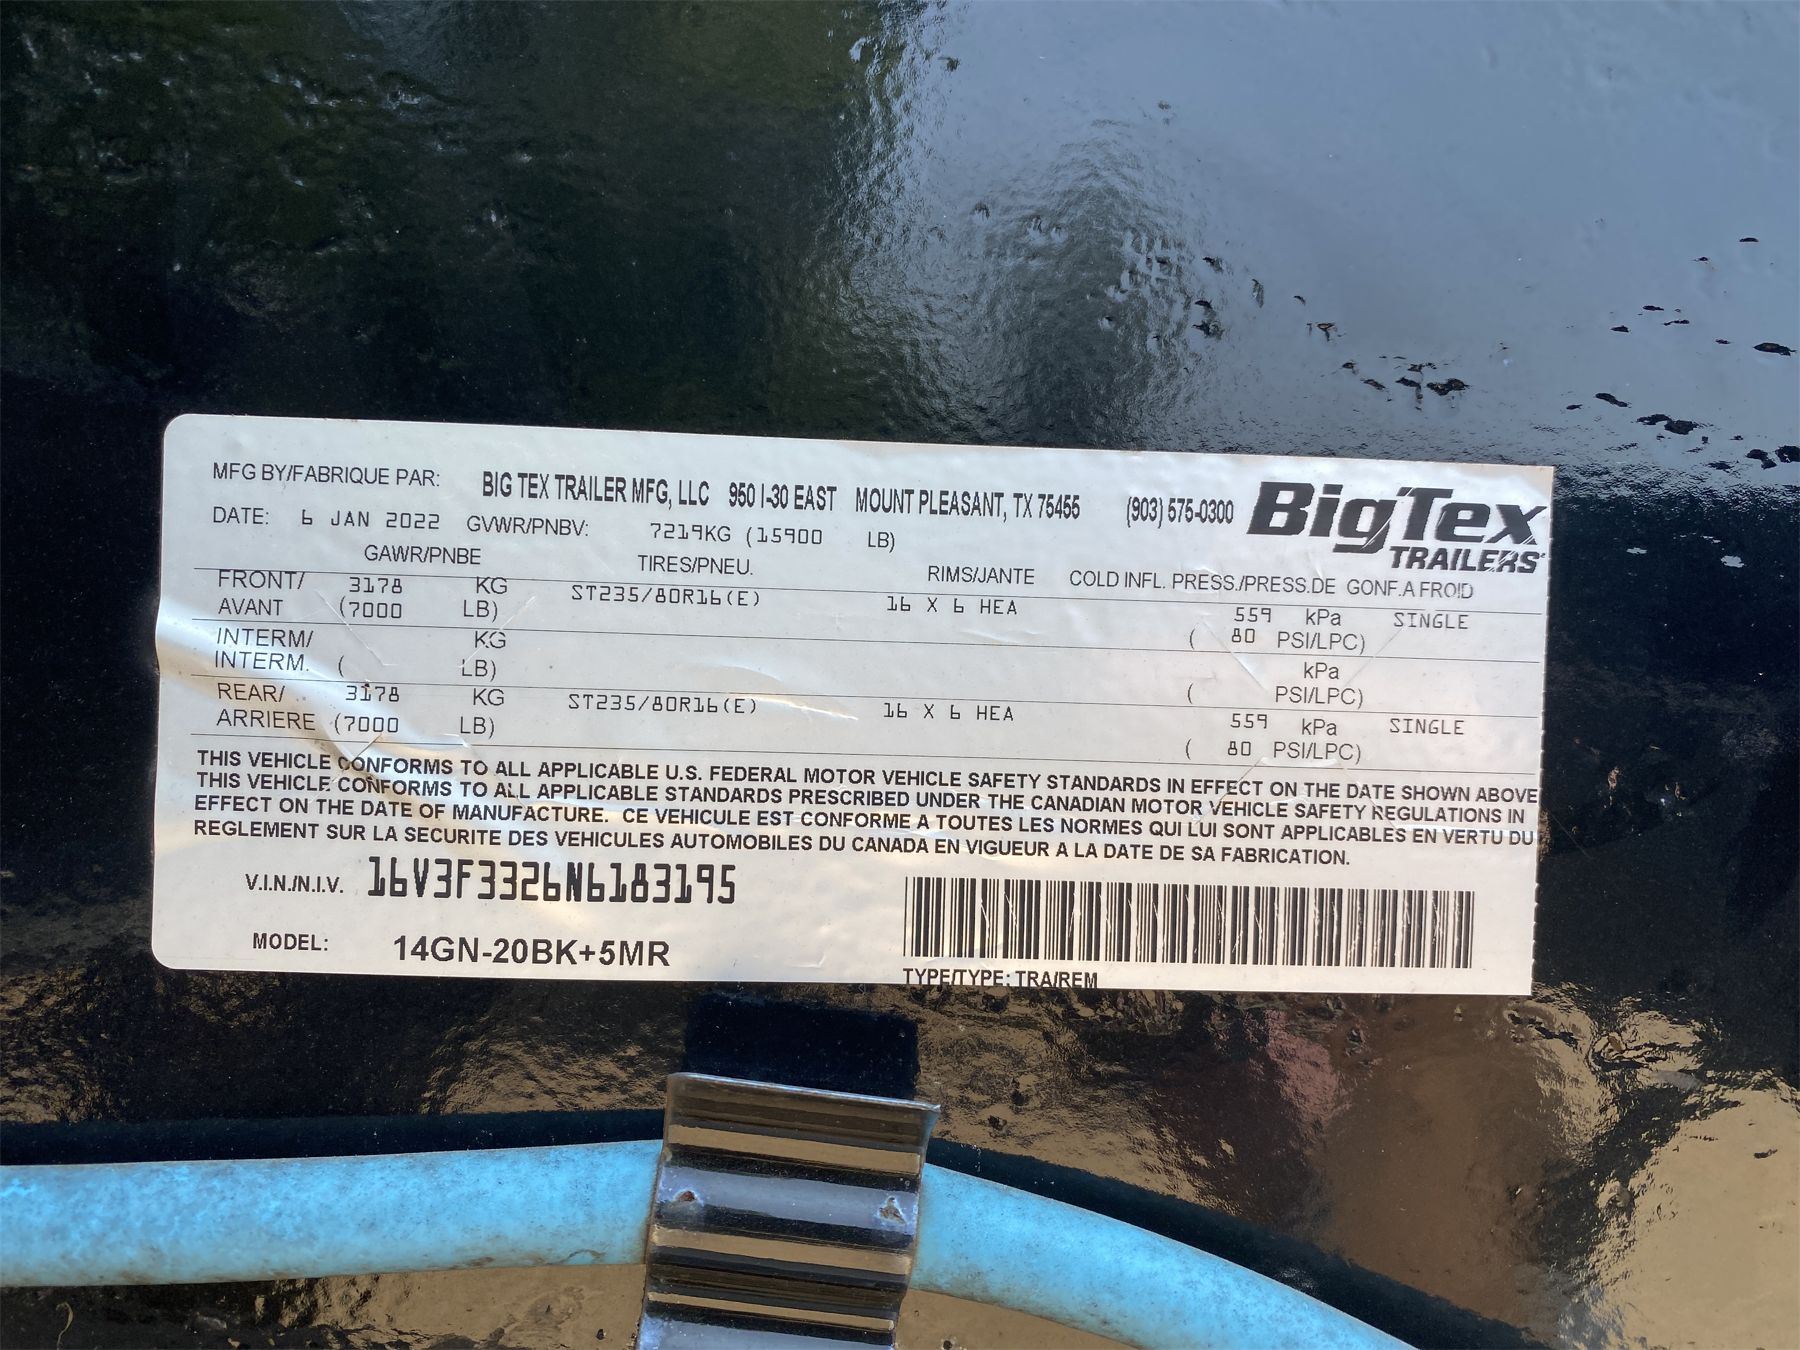 MFG BY/FABRIQUE PAR: BIG TEX TRAILER MFG, LLC 950 I-30 EAST MOUNT PLEASANT, TX 75455 (903) 575-0300 BigTex TRAILERS
DATE: 6 JAN 2022 GVWR/PNBV: 7219KG (15900 LB)
GAWR/PNBE TIRES/PNEU. RIMS/JANTE COLD INFL. PRESS./PRESS.DE GONF.A FROID
FRONT/ 3178 KG ST235/80R16(E) 16 X 6 HEA 559 kPa SINGLE
AVANT (7000 LB) ( 80 PSI/LPC)
INTERM/ KG kPa
INTERM. ( LB) ( PSI/LPC)
REAR/ 3178 KG ST235/80R16(E) 16 X 6 HEA 559 kPa SINGLE
ARRIERE (7000 LB) ( 80 PSI/LPC)
THIS VEHICLE CONFORMS TO ALL APPLICABLE U.S. FEDERAL MOTOR VEHICLE SAFETY STANDARDS IN EFFECT ON THE DATE SHOWN ABOVE
THIS VEHICLE CONFORMS TO ALL APPLICABLE STANDARDS PRESCRIBED UNDER THE CANADIAN MOTOR VEHICLE SAFETY REGULATIONS IN
EFFECT ON THE DATE OF MANUFACTURE. CE VEHICULE EST CONFORME A TOUTES LES NORMES QUI LUI SONT APPLICABLES EN VERTU DU
REGLEMENT SUR LA SECURITE DES VEHICULES AUTOMOBILES DU CANADA EN VIGUEUR A LA DATE DE SA FABRICATION.
V.I.N./N.I.V. 16V3F3326N6183195
MODEL: 14GN-20BK+5MR
TYPE/TYPE: TRA/REM